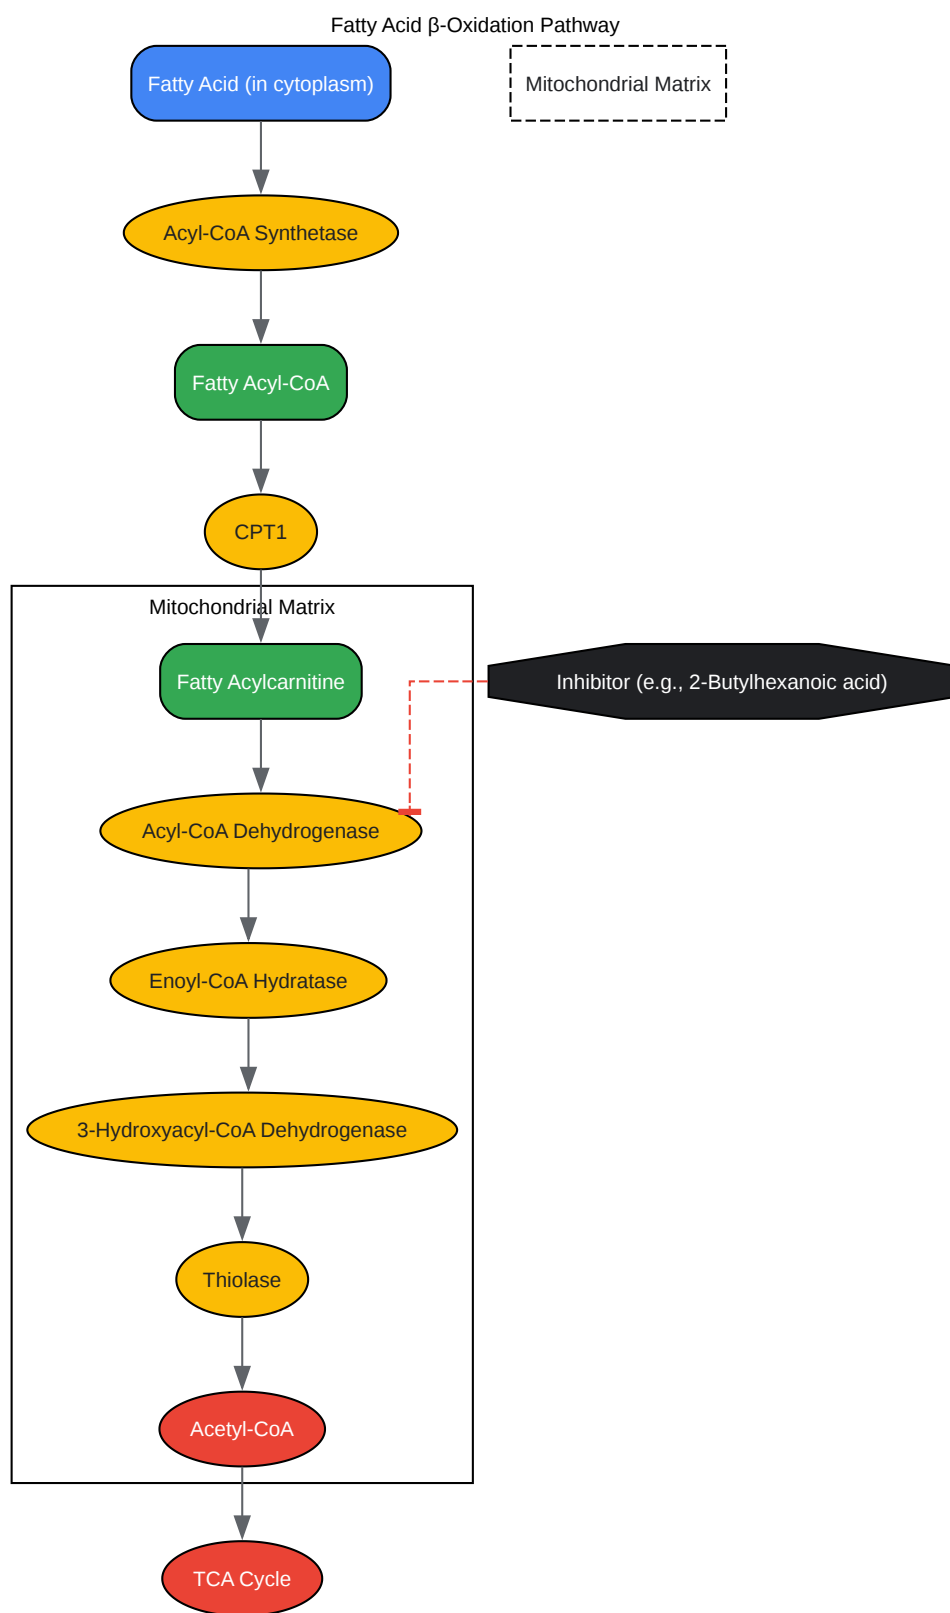 Fatty Acid β-Oxidation Pathway
Fatty Acid (in cytoplasm)
Mitochondrial Matrix
Acyl-CoA Synthetase
Fatty Acyl-CoA
CPT1
Mitochondrial Matrix
Fatty Acylcarnitine
Inhibitor (e.g., 2-Butylhexanoic acid)
Acyl-CoA Dehydrogenase
Enoyl-CoA Hydratase
3-Hydroxyacyl-CoA Dehydrogenase
Thiolase
Acetyl-CoA
TCA Cycle